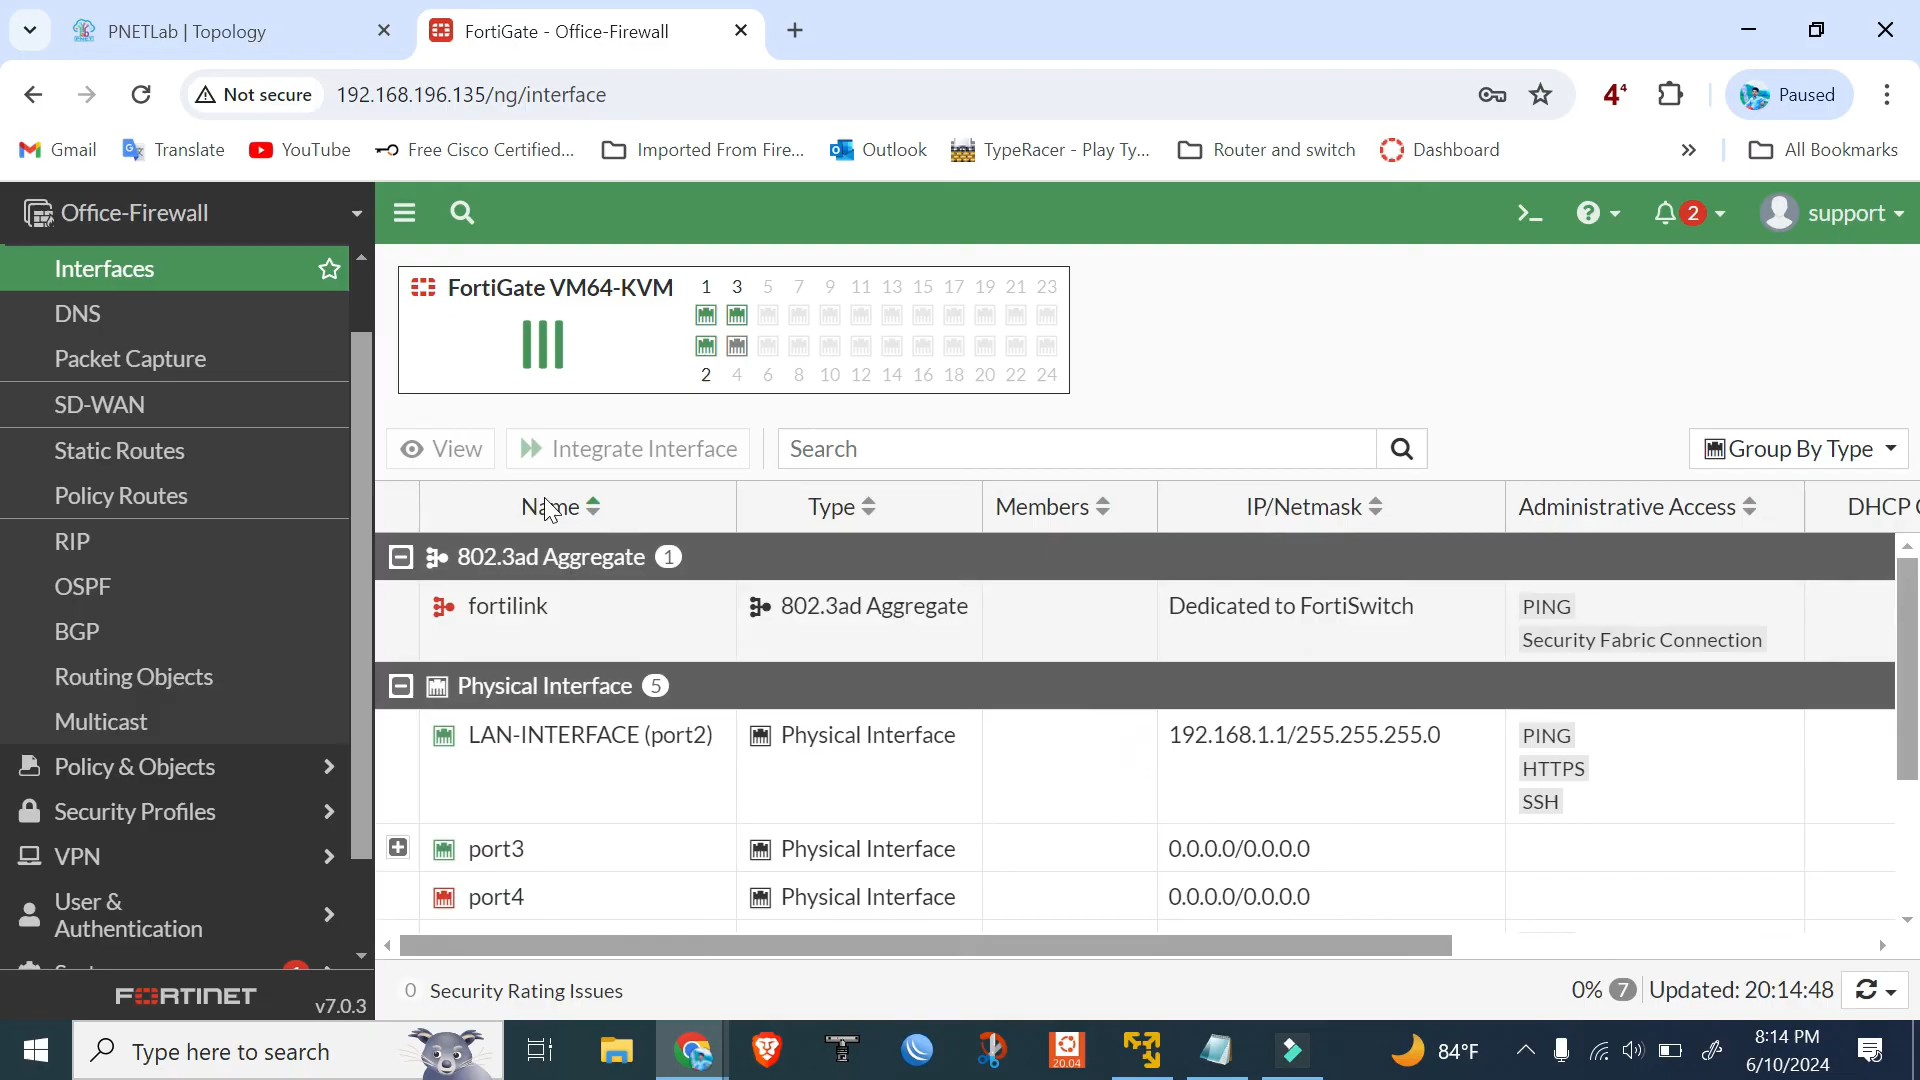 PNETLab | Topology
FortiGate - Office-Firewall
Not secure
192.168.196.135/ng/interface
4⁴
Paused
Gmail
Translate
YouTube
Free Cisco Certified...
Imported From Fire...
Outlook
TypeRacer - Play Ty...
Router and switch
Dashboard
All Bookmarks
Office-Firewall
2
support
Interfaces
DNS
Packet Capture
SD-WAN
Static Routes
Policy Routes
RIP
OSPF
BGP
Routing Objects
Multicast
Policy & Objects
Security Profiles
VPN
User &
Authentication
FORTINET
v7.0.3
FortiGate VM64-KVM
1 3 5 7 9 11 13 15 17 19 21 23
2 4 6 8 10 12 14 16 18 20 22 24
View
Integrate Interface
Search
Group By Type
Name Type Members IP/Netmask Administrative Access DHCP
802.3ad Aggregate 1
fortilink 802.3ad Aggregate Dedicated to FortiSwitch PING
Security Fabric Connection
Physical Interface 5
LAN-INTERFACE (port2) Physical Interface 192.168.1.1/255.255.255.0 PING
HTTPS
SSH
port3 Physical Interface 0.0.0.0/0.0.0.0
port4 Physical Interface 0.0.0.0/0.0.0.0
0 Security Rating Issues
0% 7 Updated: 20:14:48
Type here to search
20.04
84°F
8:14 PM
6/10/2024